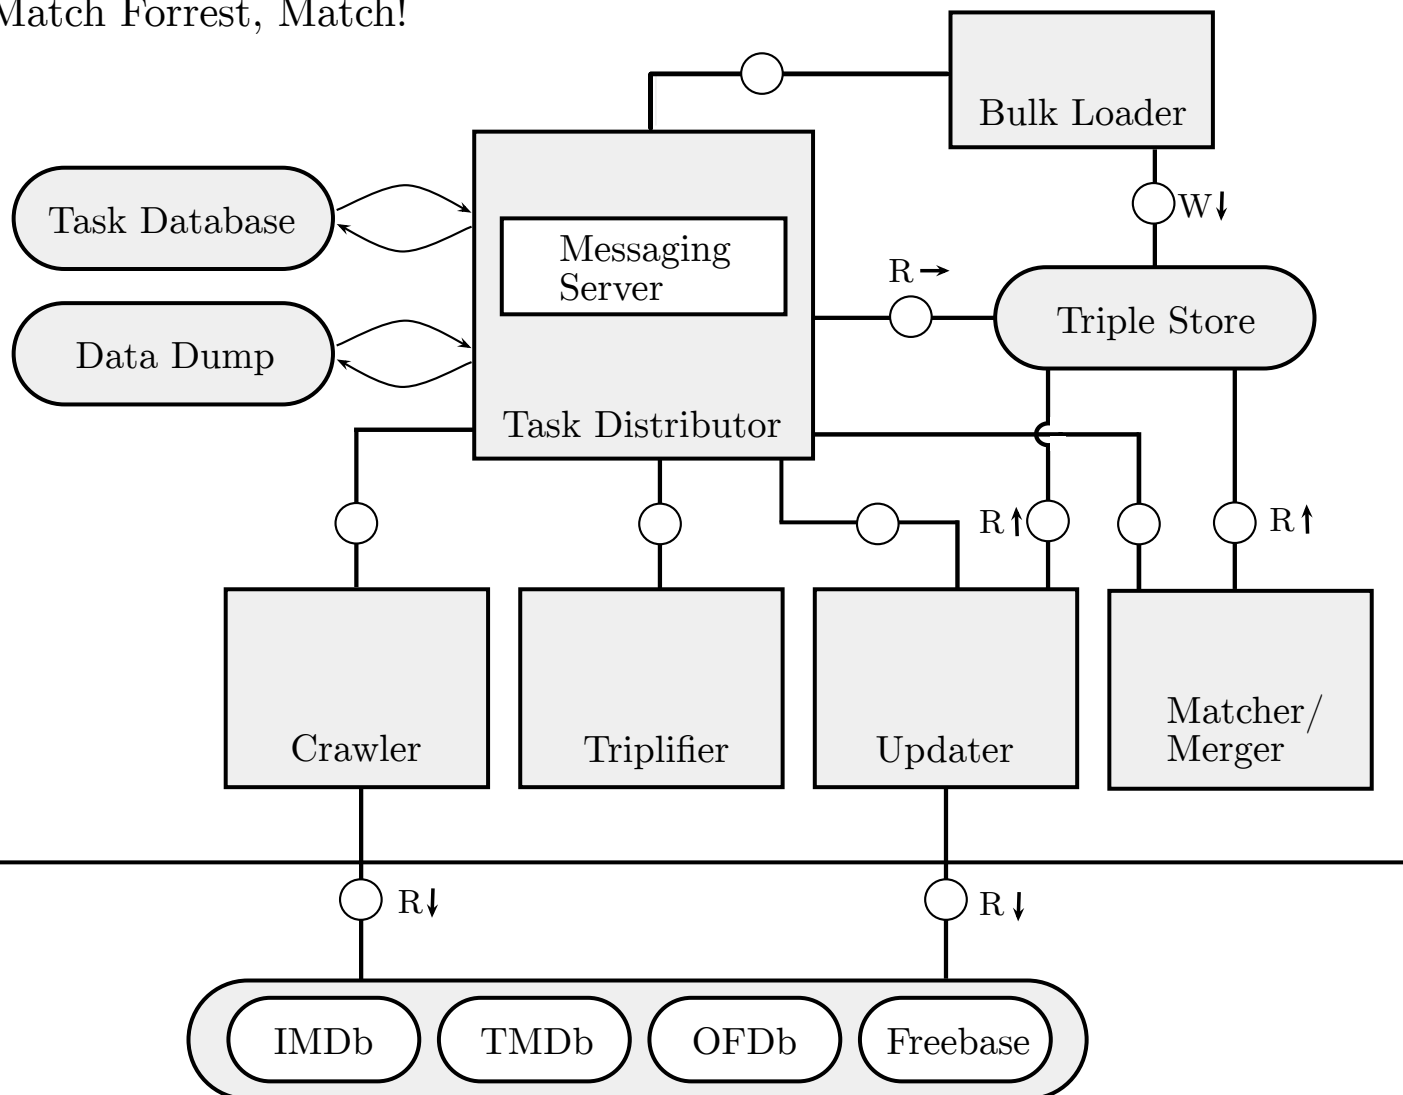 Match Forrest, Match!
Bulk Loader
W↓
Task Database
Messaging
Server
R→
Triple Store
Data Dump
Task Distributor
R↑
R↑
Crawler
Triplifier
Updater
Matcher/
Merger
R↓
R↓
IMDb
TMDb
OFDb
Freebase